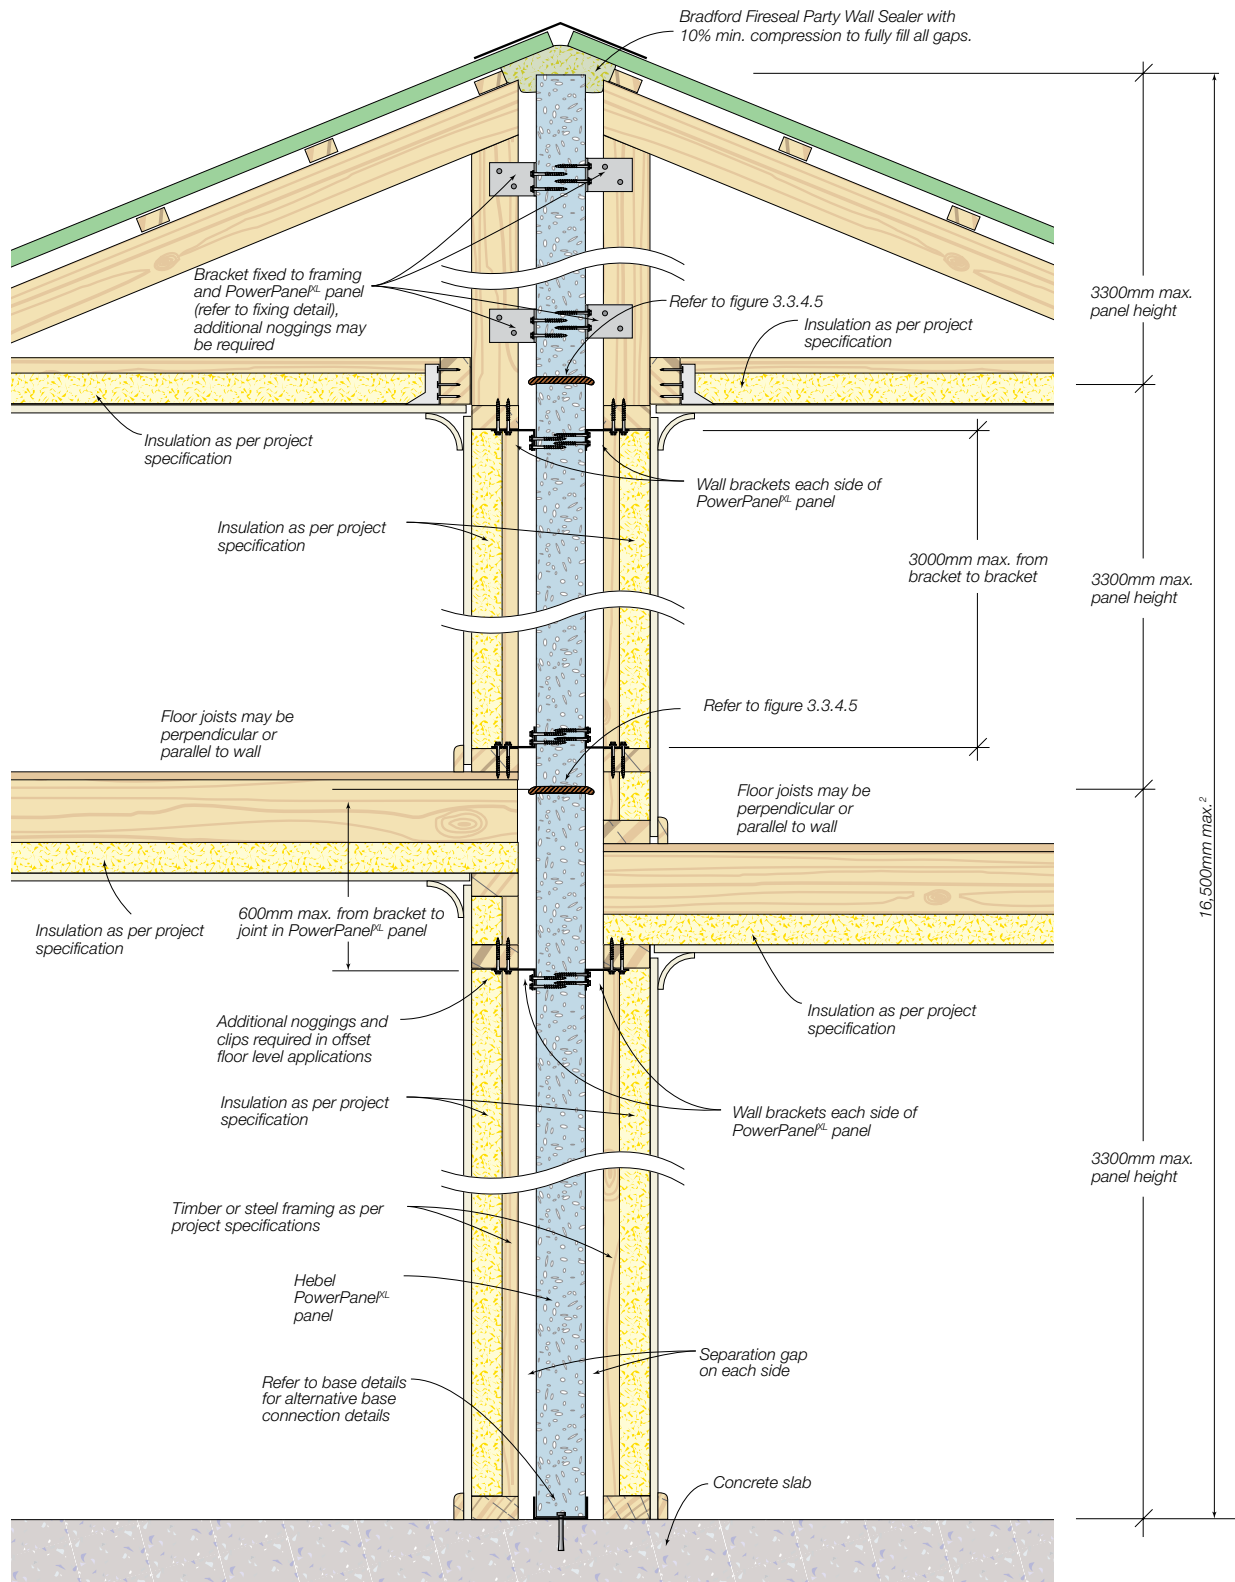 Bradford Fireseal Party Wall Sealer with
10% min. compression to fully fill all gaps.
Bracket fixed to framing
and PowerPanelXL panel
(refer to fixing detail),
additional noggings may
be required
Refer to figure 3.3.4.5
Insulation as per project
specification
3300mm max.
panel height
Insulation as per project
specification
Wall brackets each side of
PowerPanelXL panel
Insulation as per project
specification
3000mm max. from
bracket to bracket
3300mm max.
panel height
Refer to figure 3.3.4.5
Floor joists may be
perpendicular or
parallel to wall
Floor joists may be
perpendicular or
parallel to wall
16,500mm max.2
600mm max. from bracket to
joint in PowerPanelXL panel
Insulation as per project
specification
Insulation as per project
specification
Additional noggings and
clips required in offset
floor level applications
Insulation as per project
specification
Wall brackets each side of
PowerPanelXL panel
3300mm max.
panel height
Timber or steel framing as per
project specifications
Hebel
PowerPanelXL
panel
Separation gap
on each side
Refer to base details
for alternative base
connection details
Concrete slab